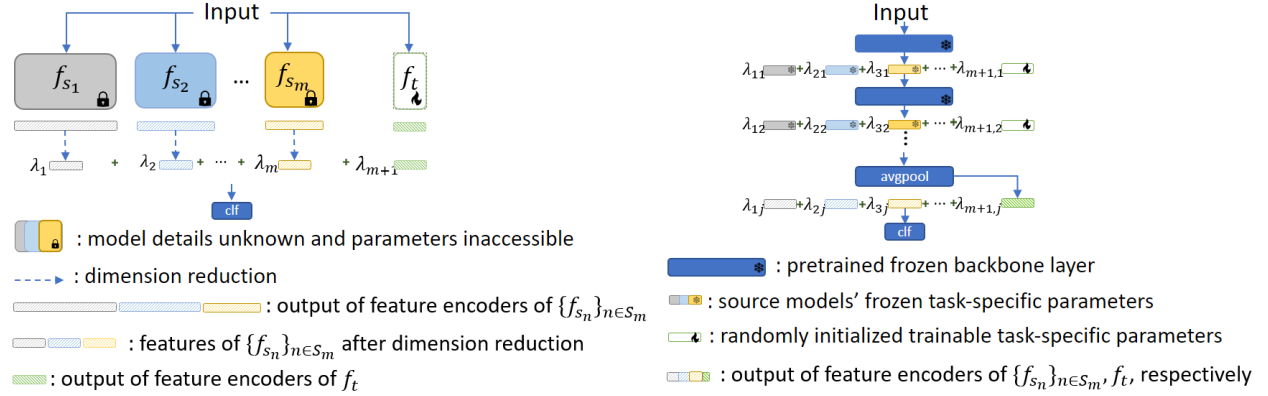 Input
f_{s_1} f_{s_2} ... f_{s_m} f_t
λ_1 + λ_2 + ... + λ_m + λ_{m+1}
clf
: model details unknown and parameters inaccessible
: dimension reduction
: output of feature encoders of {f_{s_n}}_{n∈S_m}
: features of {f_{s_n}}_{n∈S_m} after dimension reduction
: output of feature encoders of f_t
Input
λ_{11} + λ_{21} + λ_{31} + ... + λ_{m+1,1}
λ_{12} + λ_{22} + λ_{32} + ... + λ_{m+1,2}
⋮
avgpool
λ_{1j} + λ_{2j} + λ_{3j} + ... + λ_{m+1,j}
clf
: pretrained frozen backbone layer
: source models' frozen task-specific parameters
: randomly initialized trainable task-specific parameters
: output of feature encoders of {f_{s_n}}_{n∈S_m}, f_t, respectively